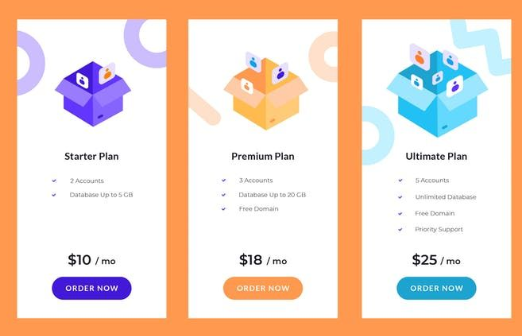 Starter Plan
2 Accounts
Database Up to 5 GB
$10 / mo
ORDER NOW
Premium Plan
3 Accounts
Database Up to 20 GB
Free Domain
$18 / mo
ORDER NOW
Ultimate Plan
5 Accounts
Unlimited Database
Free Domain
Priority Support
$25 / mo
ORDER NOW